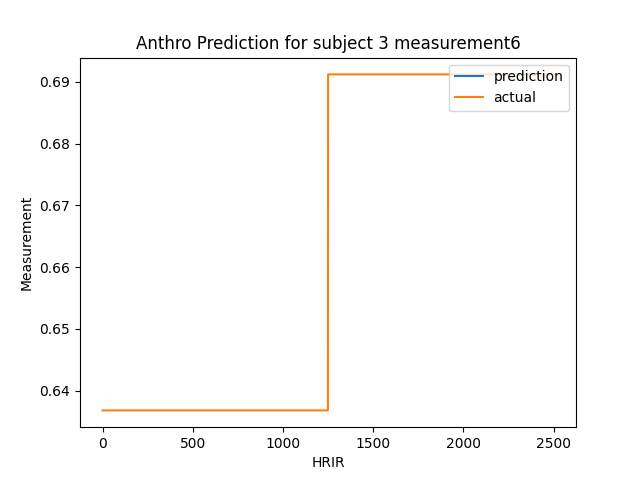 Anthro Prediction for subject 3 measurement6
prediction
actual
0.69
0.68
0.67
0.66
0.65
0.64
Measurement
0
500
1000
1500
2000
2500
HRIR